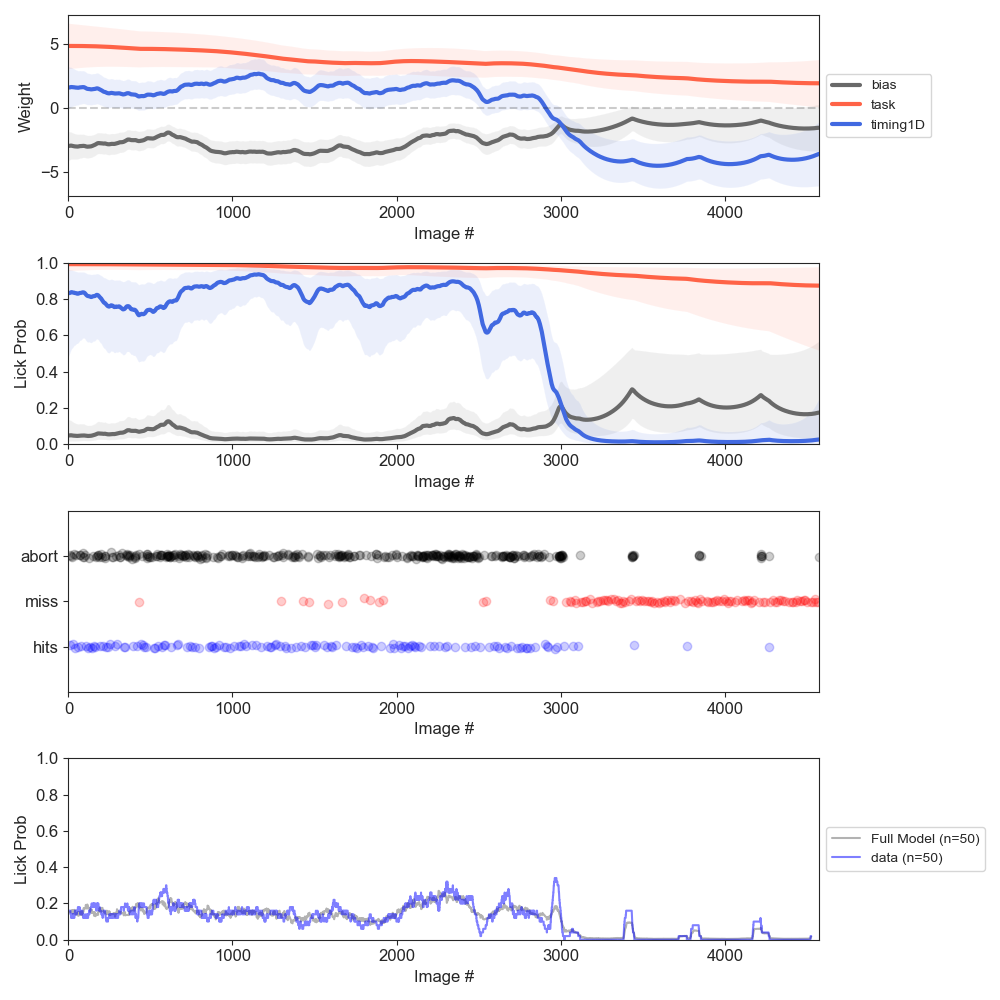 5
0
−5
Weight
0
1000
2000
3000
4000
Image #
bias
task
timing1D
1.0
0.8
0.6
0.4
0.2
0.0
Lick Prob
0
1000
2000
3000
4000
Image #
abort
miss
hits
0
1000
2000
3000
4000
Image #
1.0
0.8
0.6
0.4
0.2
0.0
Lick Prob
0
1000
2000
3000
4000
Image #
Full Model (n=50)
data (n=50)